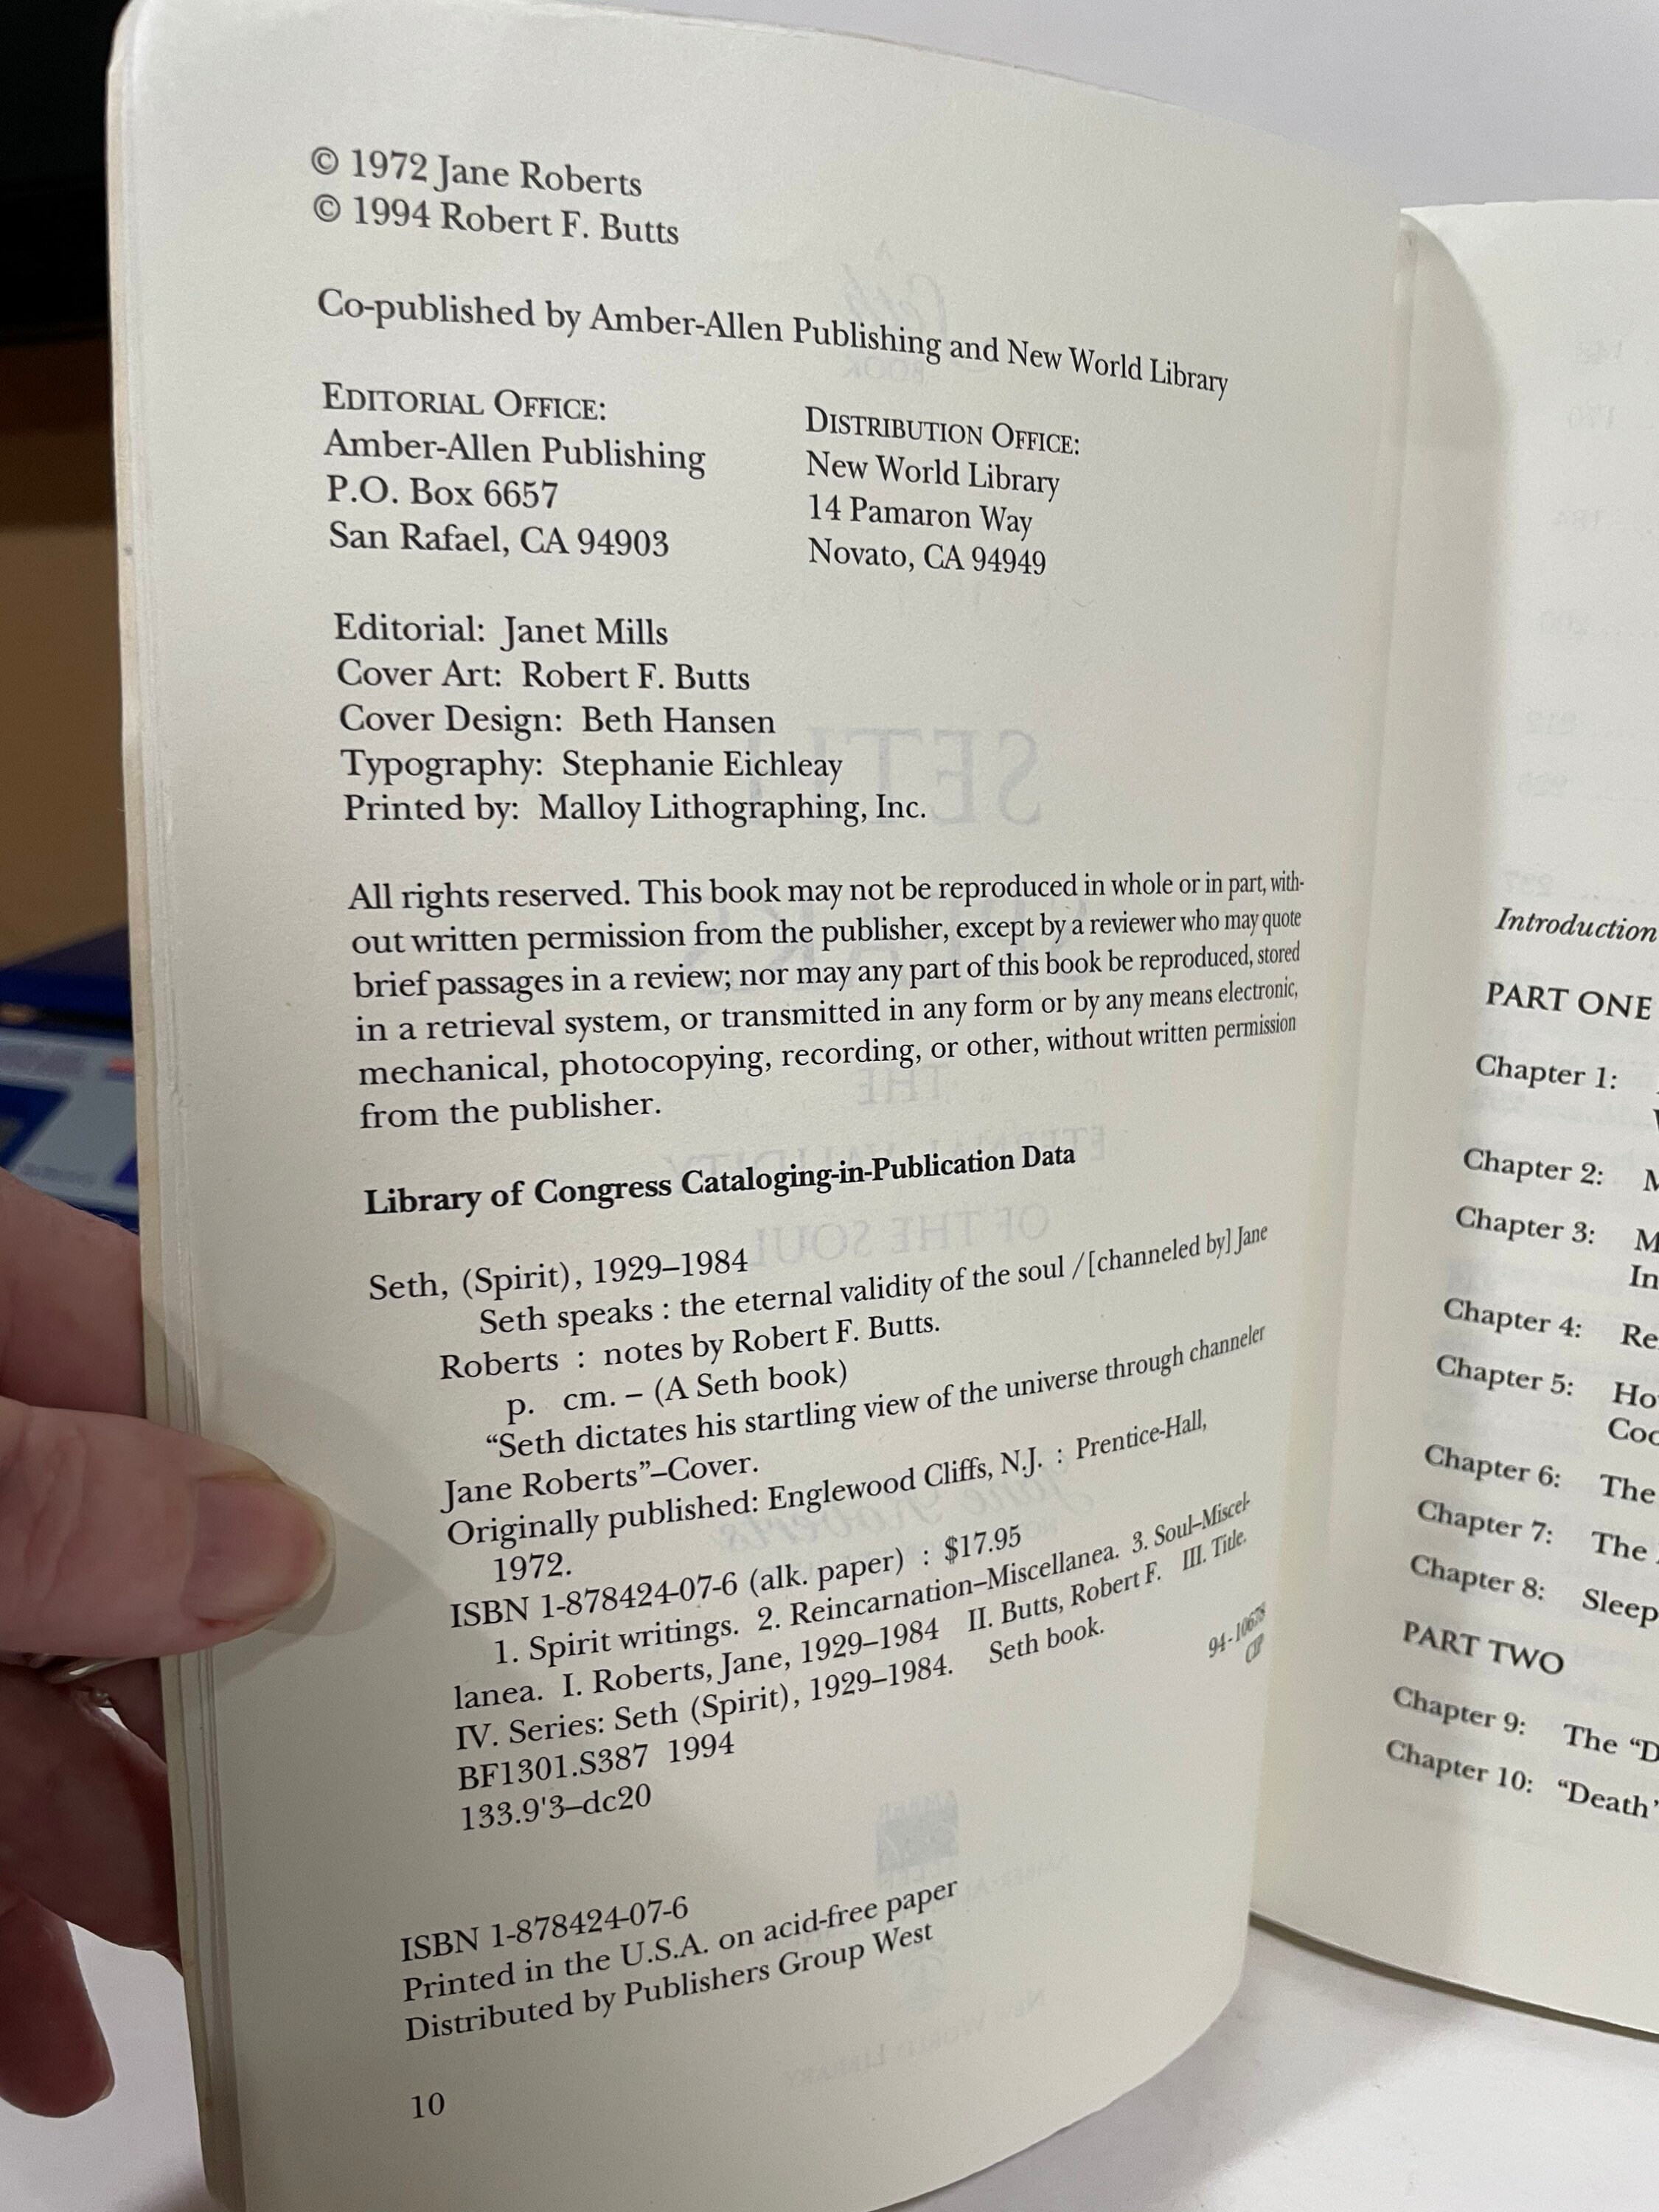 © 1972 Jane Roberts
© 1994 Robert F. Butts
Co-published by Amber-Allen Publishing and New World Library
EDITORIAL OFFICE:
Amber-Allen Publishing
P.O. Box 6657
San Rafael, CA 94903
DISTRIBUTION OFFICE:
New World Library
14 Pamaron Way
Novato, CA 94949
Editorial: Janet Mills
Cover Art: Robert F. Butts
Cover Design: Beth Hansen
Typography: Stephanie Eichleay
Printed by: Malloy Lithographing, Inc.
All rights reserved. This book may not be reproduced in whole or in part, with-
out written permission from the publisher, except by a reviewer who may quote
brief passages in a review; nor may any part of this book be reproduced, stored
in a retrieval system, or transmitted in any form or by any means electronic,
mechanical, photocopying, recording, or other, without written permission
from the publisher.
Library of Congress Cataloging-in-Publication Data
Seth, (Spirit), 1929–1984
Seth speaks : the eternal validity of the soul / [channeled by] Jane
Roberts : notes by Robert F. Butts.
p. cm. – (A Seth book)
“Seth dictates his startling view of the universe through channeler
Jane Roberts”–Cover.
Originally published: Englewood Cliffs, N.J. : Prentice-Hall,
1972.
ISBN 1-878424-07-6 (alk. paper) : $17.95
1. Spirit writings. 2. Reincarnation–Miscellanea. 3. Soul–Miscel-
lanea. I. Roberts, Jane, 1929–1984 II. Butts, Robert F. III. Title.
IV. Series: Seth (Spirit), 1929–1984. Seth book.
BF1301.S387 1994
133.9'3–dc20
94-10678
CIP
ISBN 1-878424-07-6
Printed in the U.S.A. on acid-free paper
Distributed by Publishers Group West
10
Introduction
PART ONE
Chapter 1:
Chapter 2: M
Chapter 3: M
In
Chapter 4: Re
Chapter 5: Ho
Coo
Chapter 6: The
Chapter 7: The
Chapter 8: Sleep
PART TWO
Chapter 9: The “D
Chapter 10: “Death”